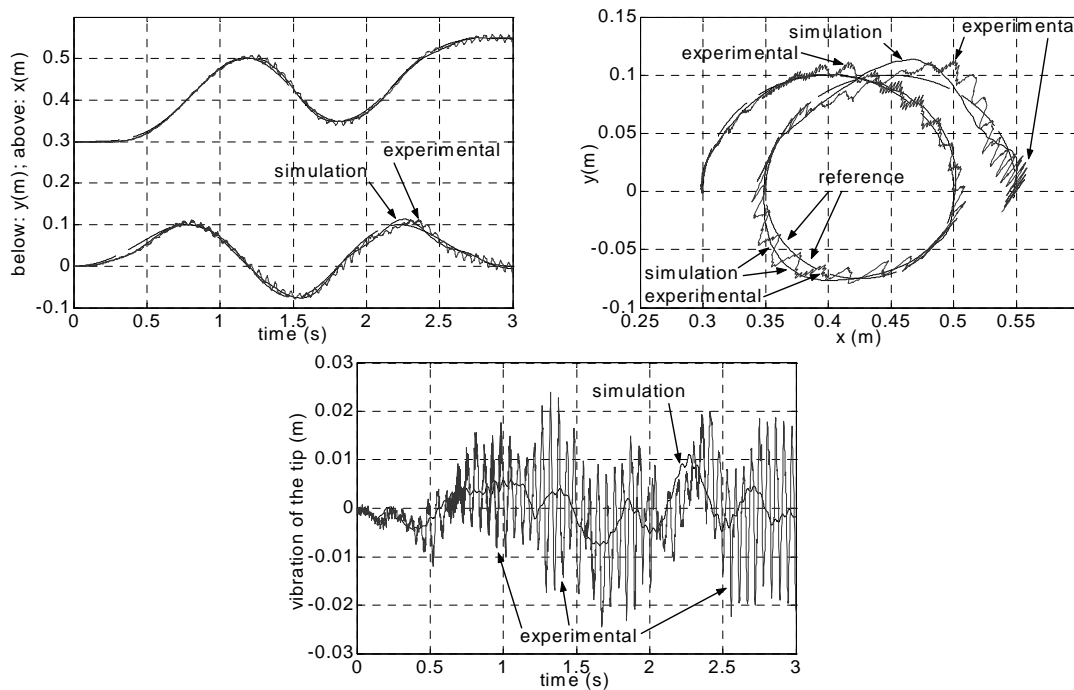 below: y(m); above: x(m)
0.5
0.4
0.3
0.2
0.1
0
-0.1
0
0.5
1
1.5
2
2.5
3
time (s)
simulation
experimental
y(m)
0.15
0.1
0.05
0
-0.05
-0.1
0.25
0.3
0.35
0.4
0.45
0.5
0.55
x (m)
simulation
experimental
experimental
experimenta
reference
simulation
experimental
vibration of the tip (m)
0.03
0.02
0.01
0
-0.01
-0.02
-0.03
0
0.5
1
1.5
2
2.5
3
time (s)
simulation
experimental